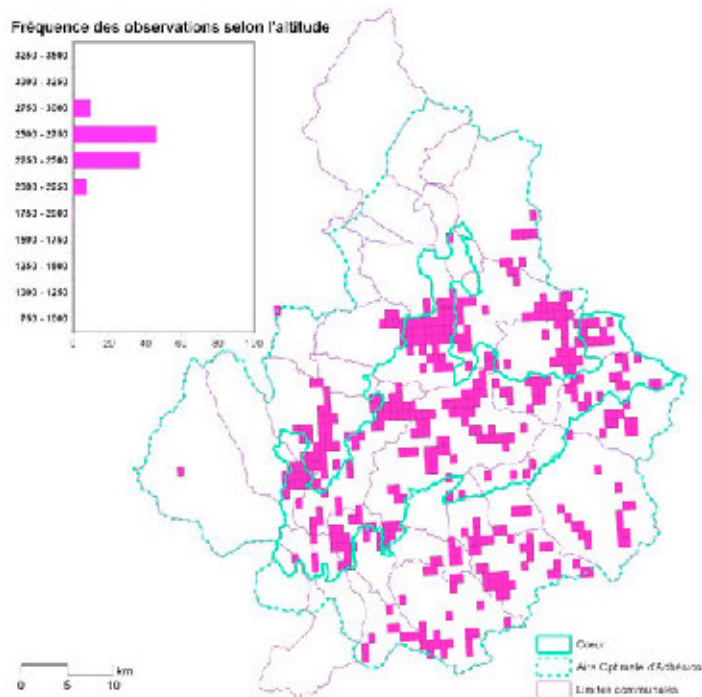 Fréquence des observations selon l'altitude
3250 - 3500
3000 - 3250
2750 - 3000
2500 - 2750
2250 - 2500
2000 - 2250
1750 - 2000
1500 - 1750
1250 - 1500
1000 - 1250
750 - 1000
0 20 40 60 80 100
0 5 10 km
Coeur
Aire Optimale d'Adhésion
Limites communales